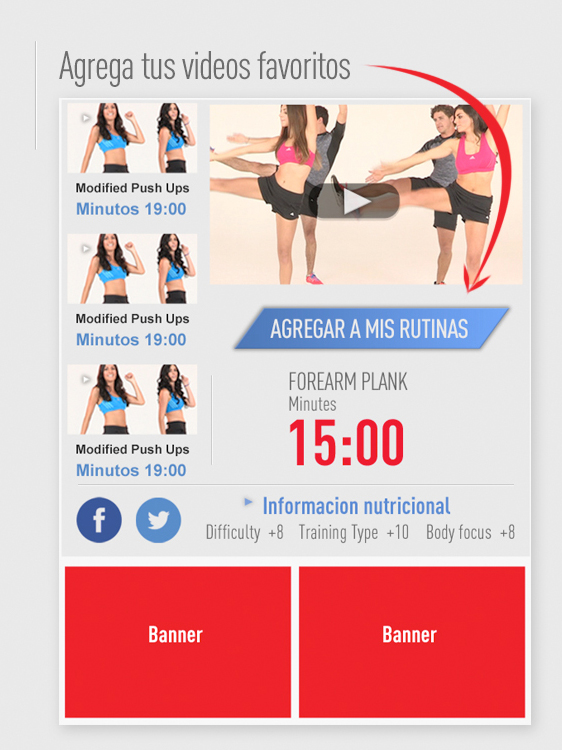 Agrega tus videos favoritos
Modified Push Ups
Minutos 19:00
Modified Push Ups
Minutos 19:00
Modified Push Ups
Minutos 19:00
AGREGAR A MIS RUTINAS
FOREARM PLANK
Minutes
15:00
f
Informacion nutricional
Difficulty +8 Training Type +10 Body focus +8
Banner
Banner